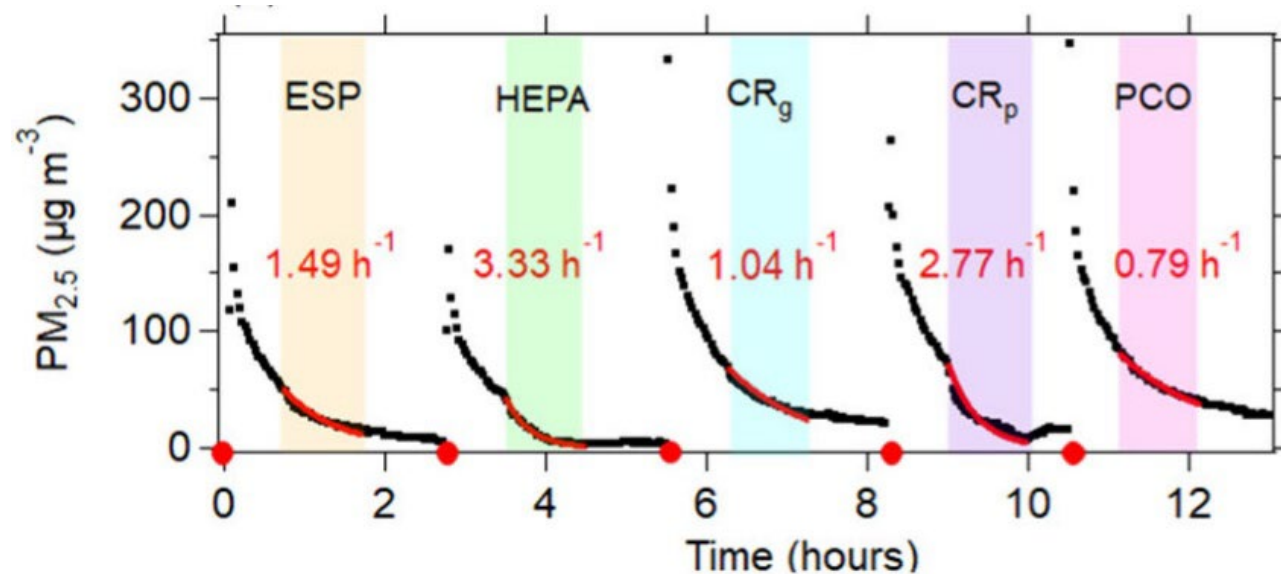 PM₂.₅ (µg m⁻³)
300
200
100
0
ESP
HEPA
CRg
CRp
PCO
1.49 h⁻¹
3.33 h⁻¹
1.04 h⁻¹
2.77 h⁻¹
0.79 h⁻¹
0 2 4 6 8 10 12
Time (hours)